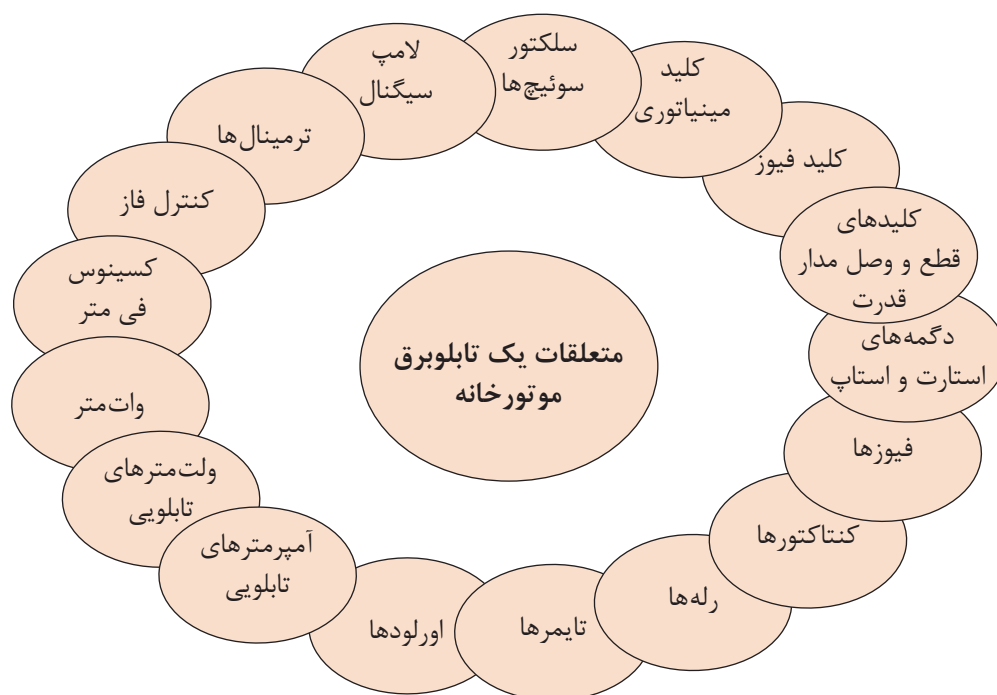 متعلقات یک تابلوبرق
موتورخانه
سلکتور
سوئیچ‌ها
کلید
مینیاتوری
کلید فیوز
کلیدهای
قطع و وصل مدار
قدرت
دگمه‌های
استارت و استاپ
فیوزها
کنتاکتورها
رله‌ها
تایمرها
اورلودها
آمپرمترهای
تابلویی
ولت‌مترهای
تابلویی
وات‌متر
کسینوس
فی متر
کنترل فاز
ترمینال‌ها
لامپ
سیگنال